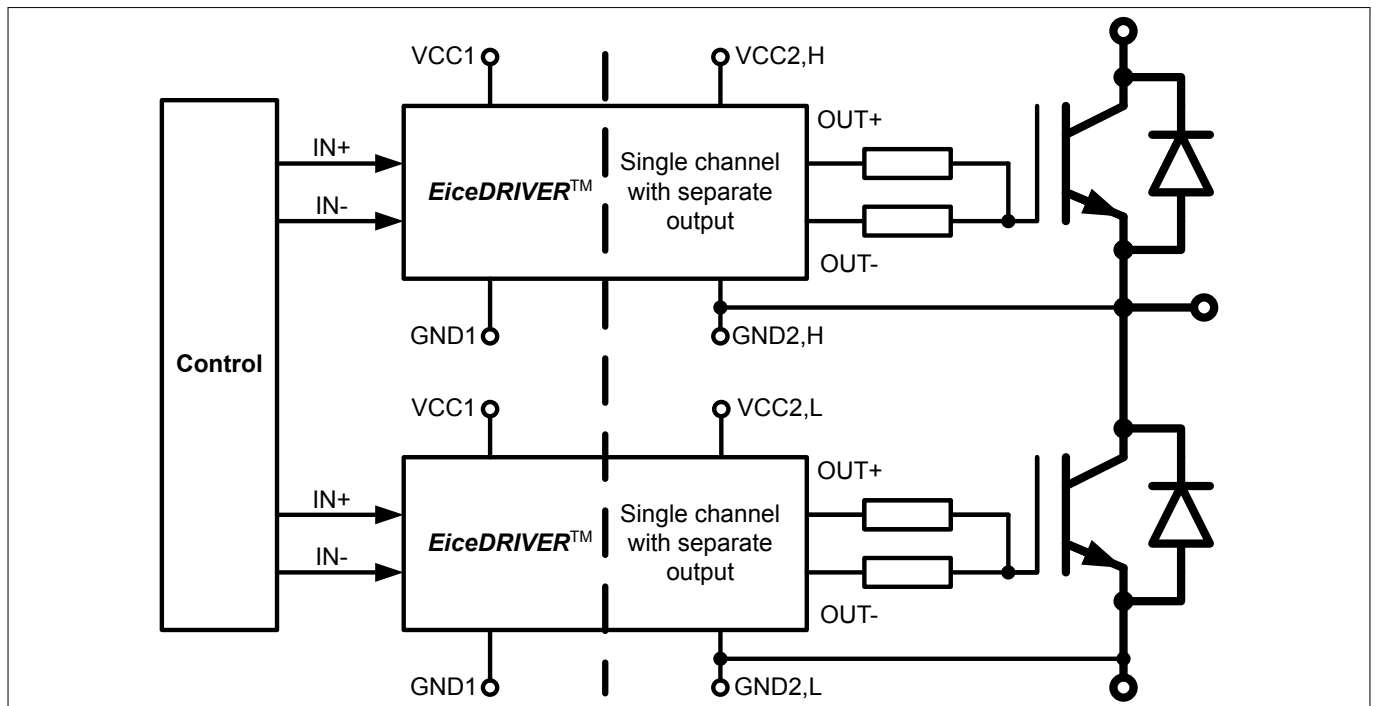 VCC1
VCC2,H
OUT+
IN+
EiceDRIVER™
Single channel
with separate
output
IN-
OUT-
GND1
GND2,H
Control
VCC1
VCC2,L
OUT+
IN+
EiceDRIVER™
Single channel
with separate
output
IN-
OUT-
GND1
GND2,L